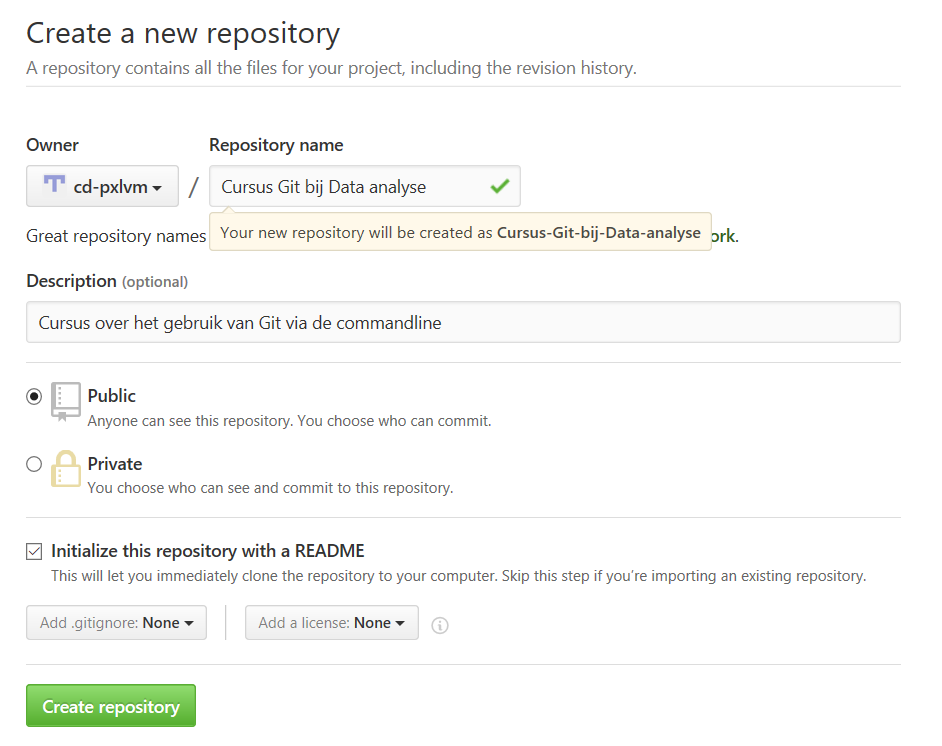 Create a new repository
A repository contains all the files for your project, including the revision history.
Owner Repository name
cd-pxlvm / Cursus Git bij Data analyse
Your new repository will be created as Cursus-Git-bij-Data-analyse
Great repository names ork.
Description (optional)
Cursus over het gebruik van Git via de commandline
Public
Anyone can see this repository. You choose who can commit.
Private
You choose who can see and commit to this repository.
Initialize this repository with a README
This will let you immediately clone the repository to your computer. Skip this step if you’re importing an existing repository.
Add .gitignore: None Add a license: None
Create repository